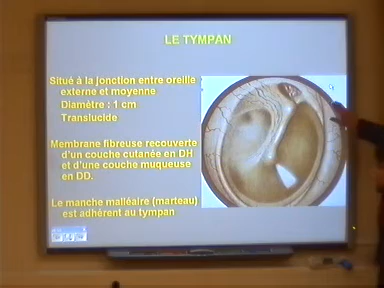 LE TYMPAN
Situé à la jonction entre oreille
externe et moyenne
Diamètre : 1 cm
Translucide
Membrane fibreuse recouverte
d'un couche cutanée en DH
et d'une couche muqueuse
en DD.
Le manche malléaire (marteau)
est adhérent au tympan